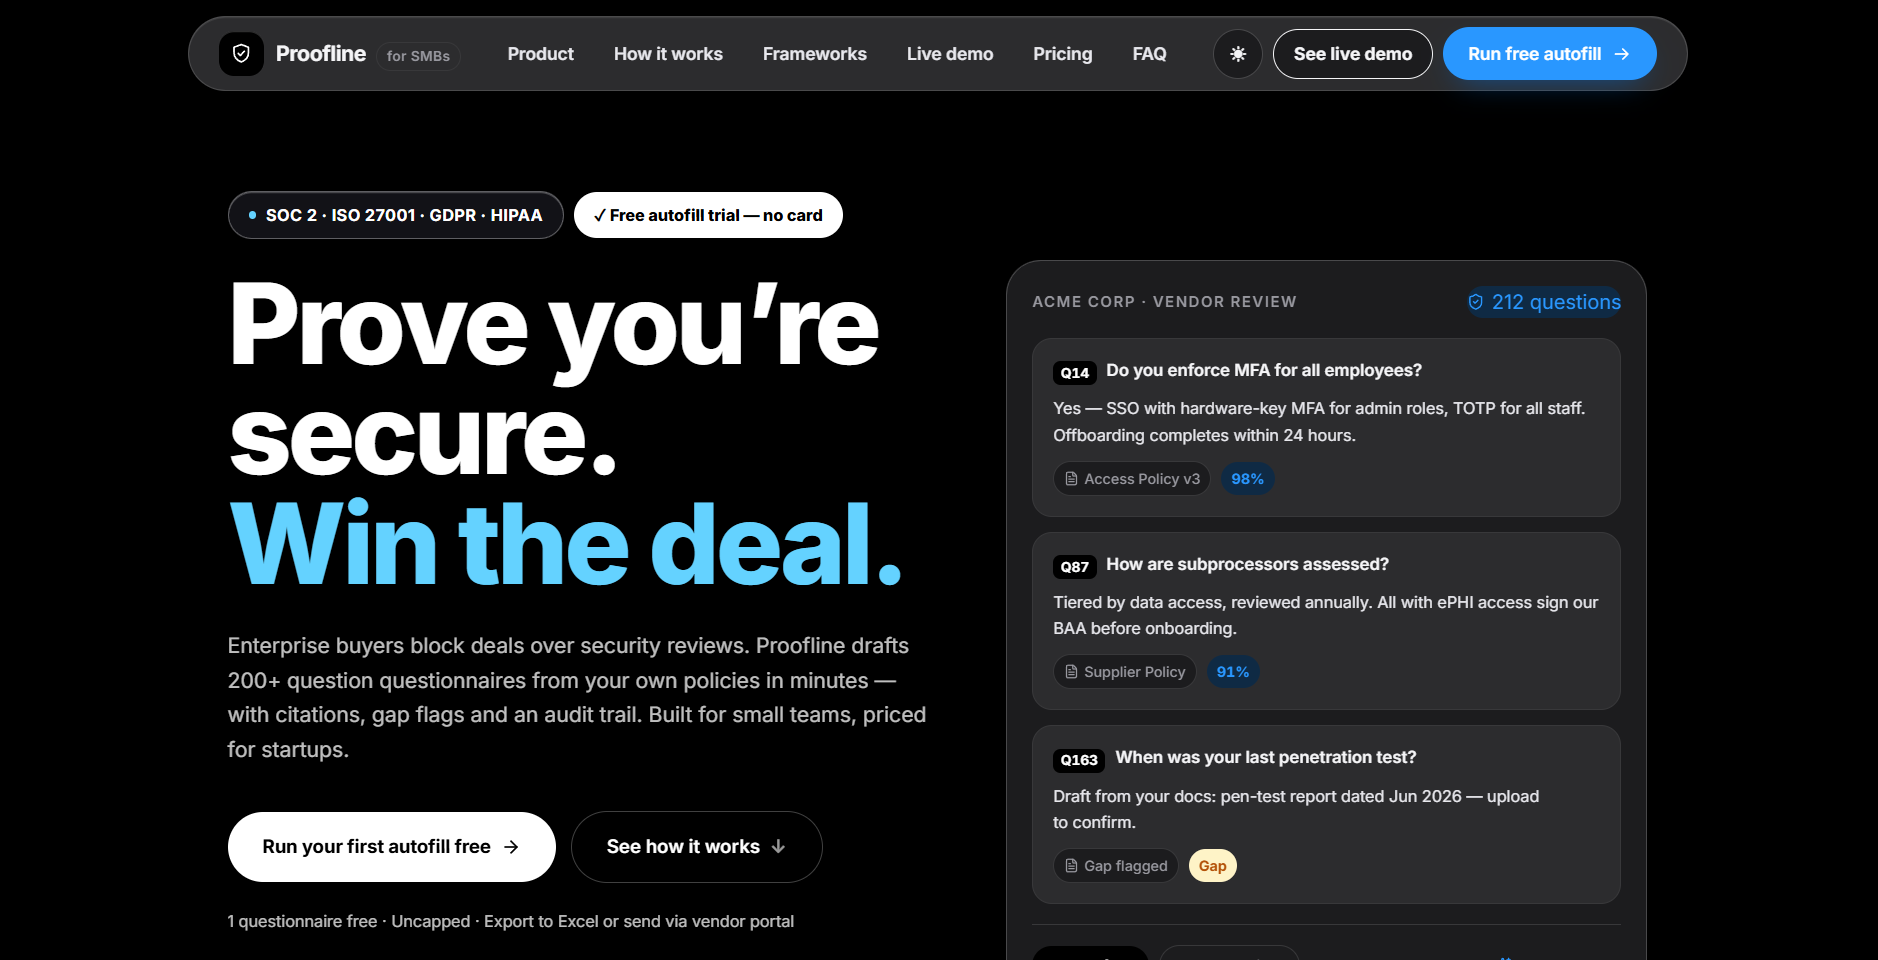 Proofline for SMBs Product How it works Frameworks Live demo Pricing FAQ See live demo Run free autofill →
SOC 2 · ISO 27001 · GDPR · HIPAA ✓ Free autofill trial — no card
Prove you’re
secure.
Win the deal.
Enterprise buyers block deals over security reviews. Proofline drafts
200+ question questionnaires from your own policies in minutes —
with citations, gap flags and an audit trail. Built for small teams, priced
for startups.
Run your first autofill free → See how it works ↓
1 questionnaire free · Uncapped · Export to Excel or send via vendor portal
ACME CORP · VENDOR REVIEW 212 questions
Q14 Do you enforce MFA for all employees?
Yes — SSO with hardware-key MFA for admin roles, TOTP for all staff.
Offboarding completes within 24 hours.
Access Policy v3 98%
Q87 How are subprocessors assessed?
Tiered by data access, reviewed annually. All with ePHI access sign our
BAA before onboarding.
Supplier Policy 91%
Q163 When was your last penetration test?
Draft from your docs: pen-test report dated Jun 2026 — upload
to confirm.
Gap flagged Gap